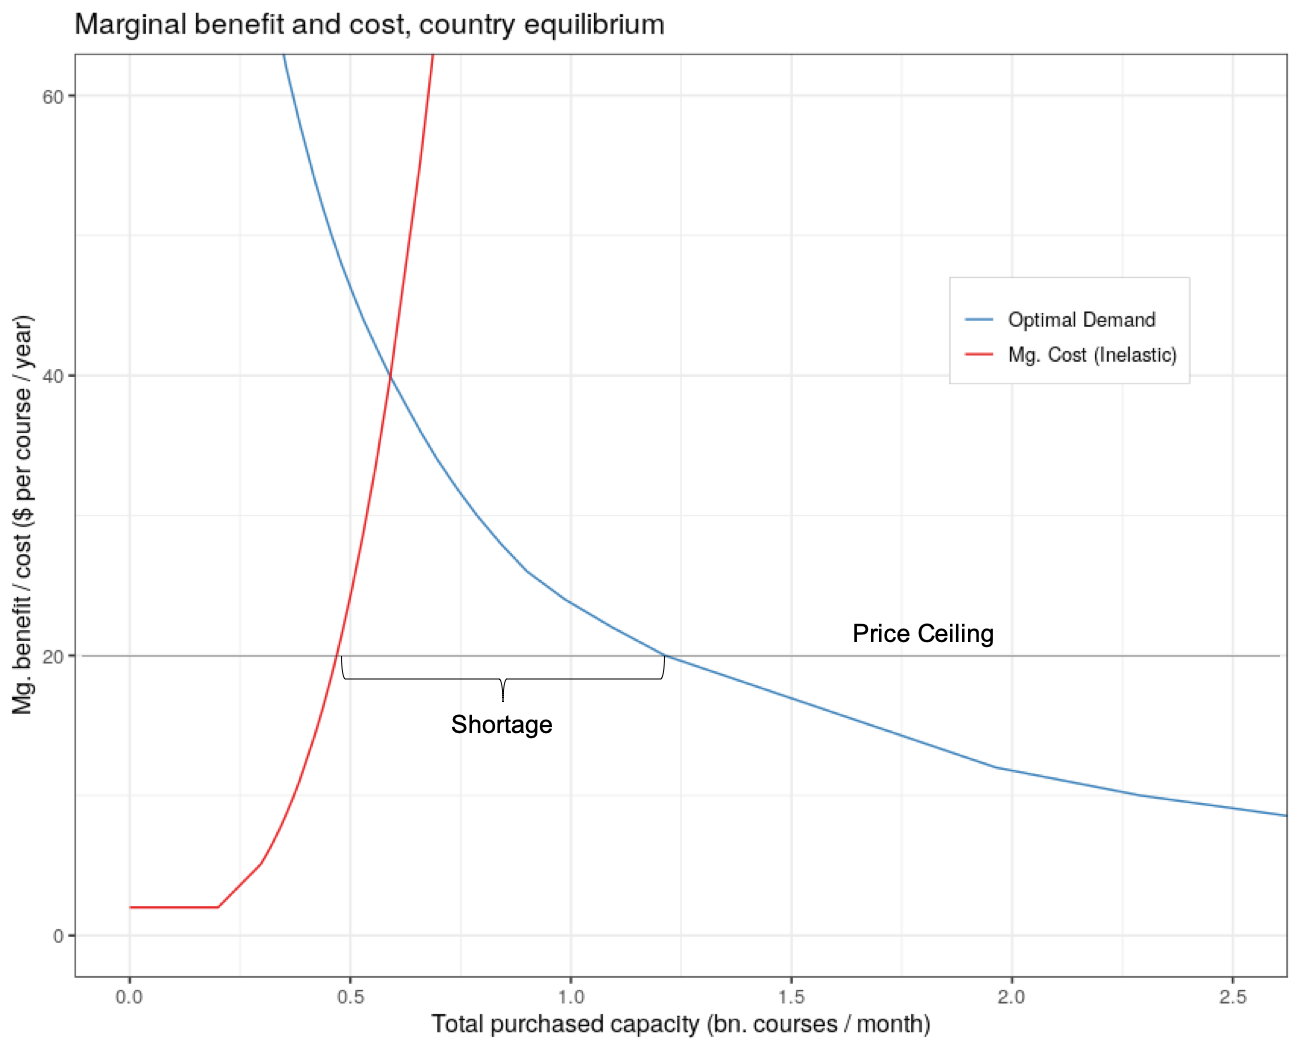 Marginal benefit and cost, country equilibrium
Mg. benefit / cost ($ per course / year)
60
40
20
0
Optimal Demand
Mg. Cost (Inelastic)
Price Ceiling
Shortage
0.0 0.5 1.0 1.5 2.0 2.5
Total purchased capacity (bn. courses / month)